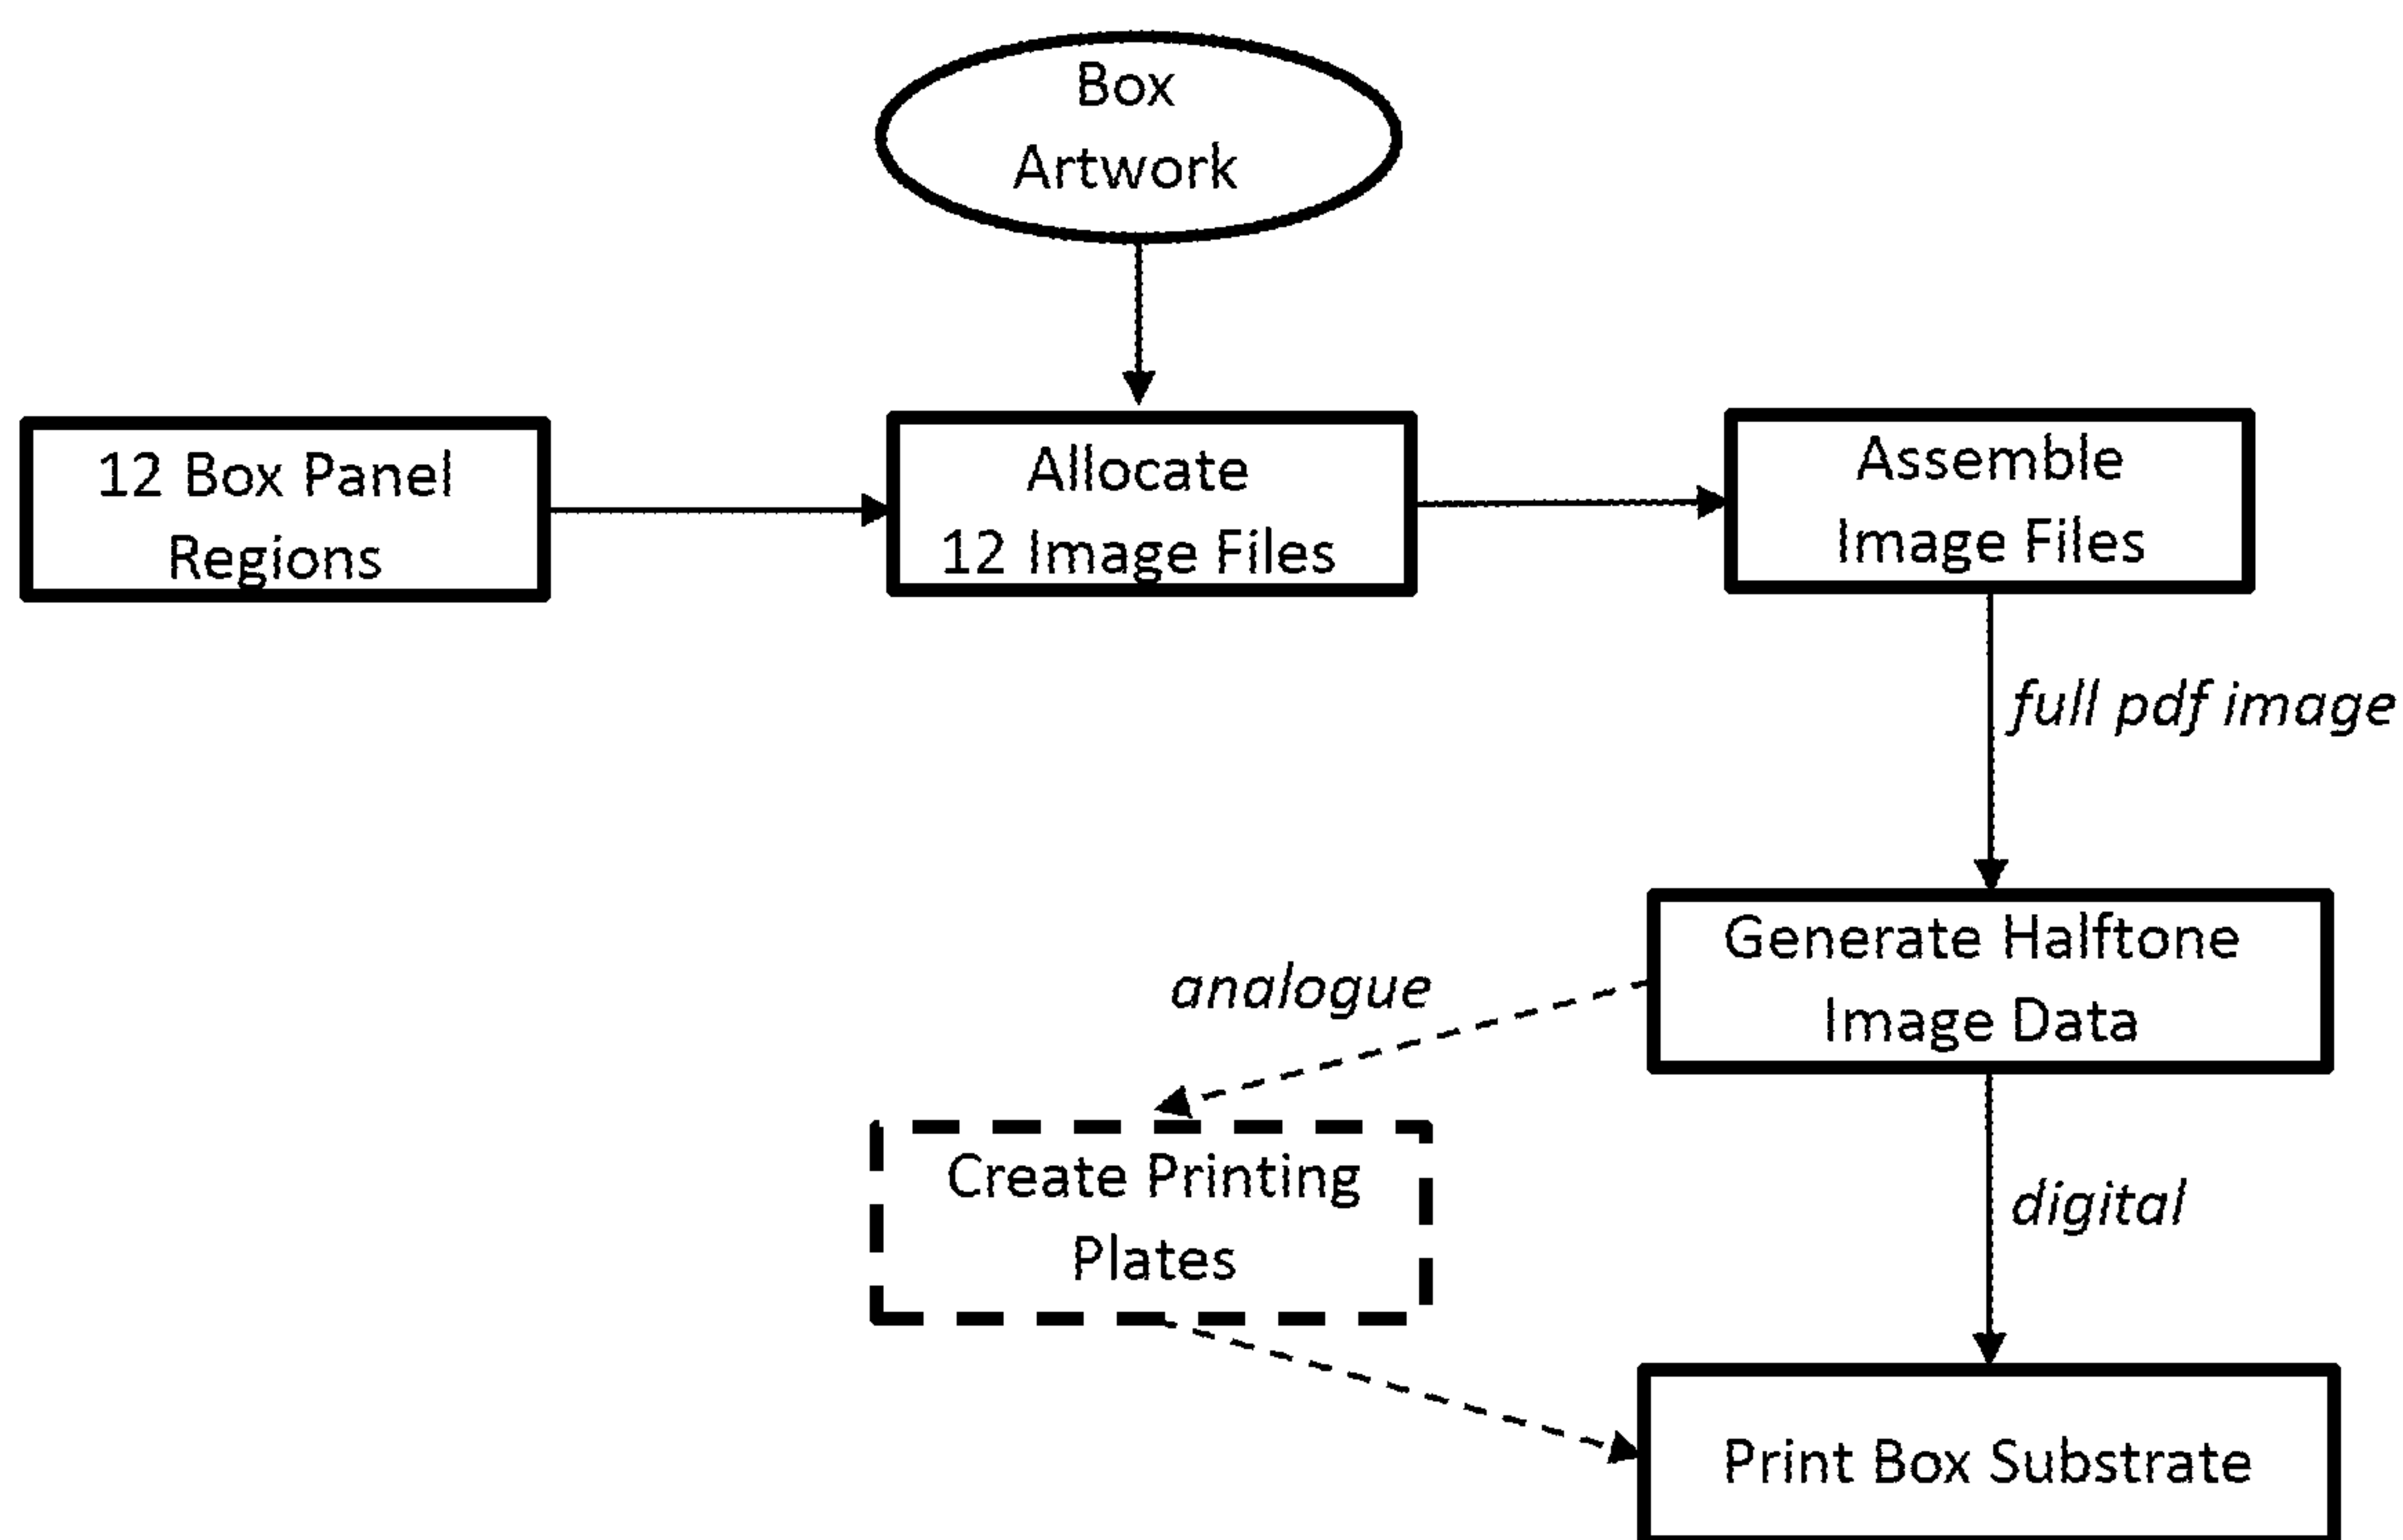 Box
Artwork
12 Box Panel
Regions
Allocate
12 Image Files
Assemble
Image Files
full pdf image
Generate Halftone
Image Data
analogue
Create Printing
Plates
digital
Print Box Substrate